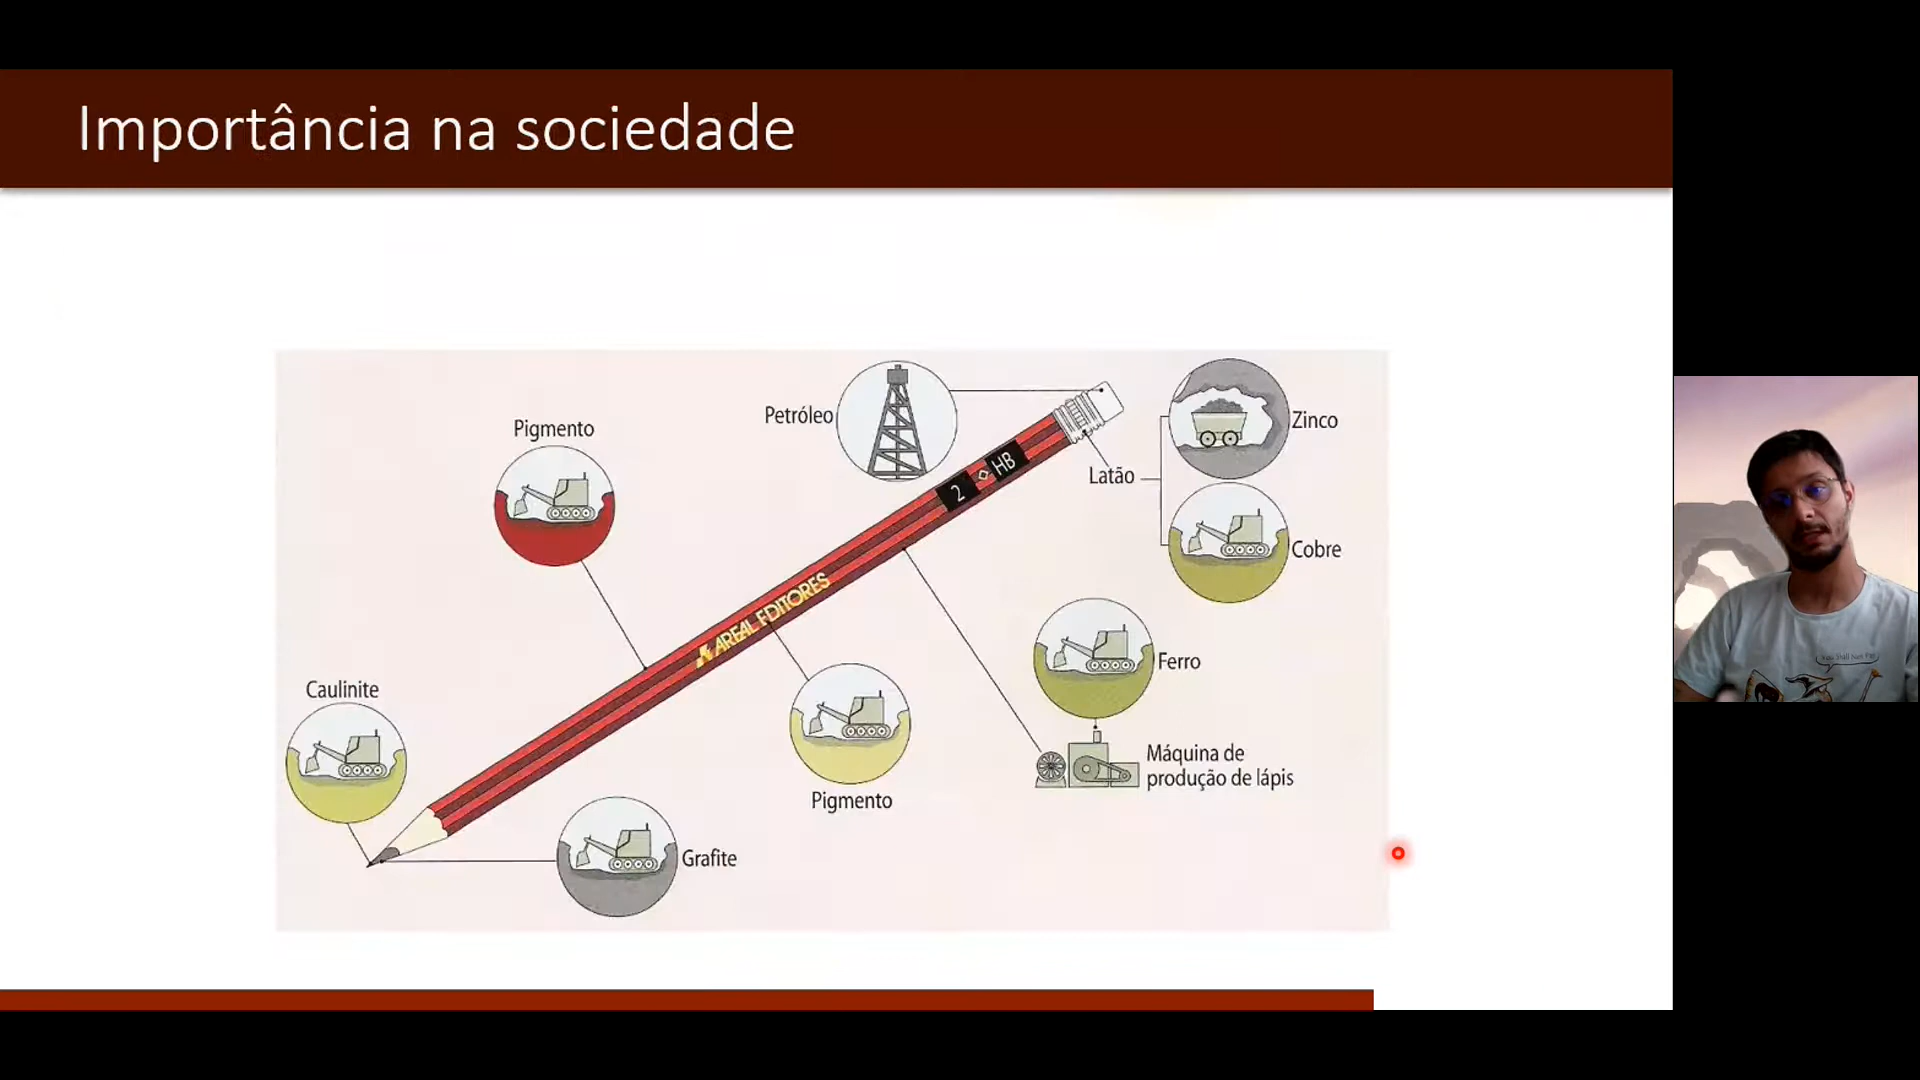 Importância na sociedade
Petróleo
Zinco
Pigmento
Latão
2 HB
Cobre
AREAL EDITORES
Ferro
Caulinite
Máquina de
produção de lápis
Pigmento
Grafite